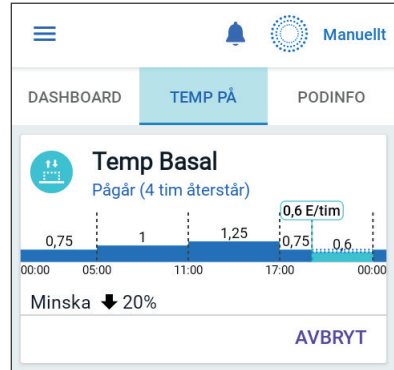 Manuellt
DASHBOARD TEMP PÅ PODINFO
Temp Basal
Pågår (4 tim återstår)
0,6 E/tim
0,75 1 1,25 0,75 0,6
00:00 05:00 11:00 17:00 00:00
Minska 20%
AVBRYT